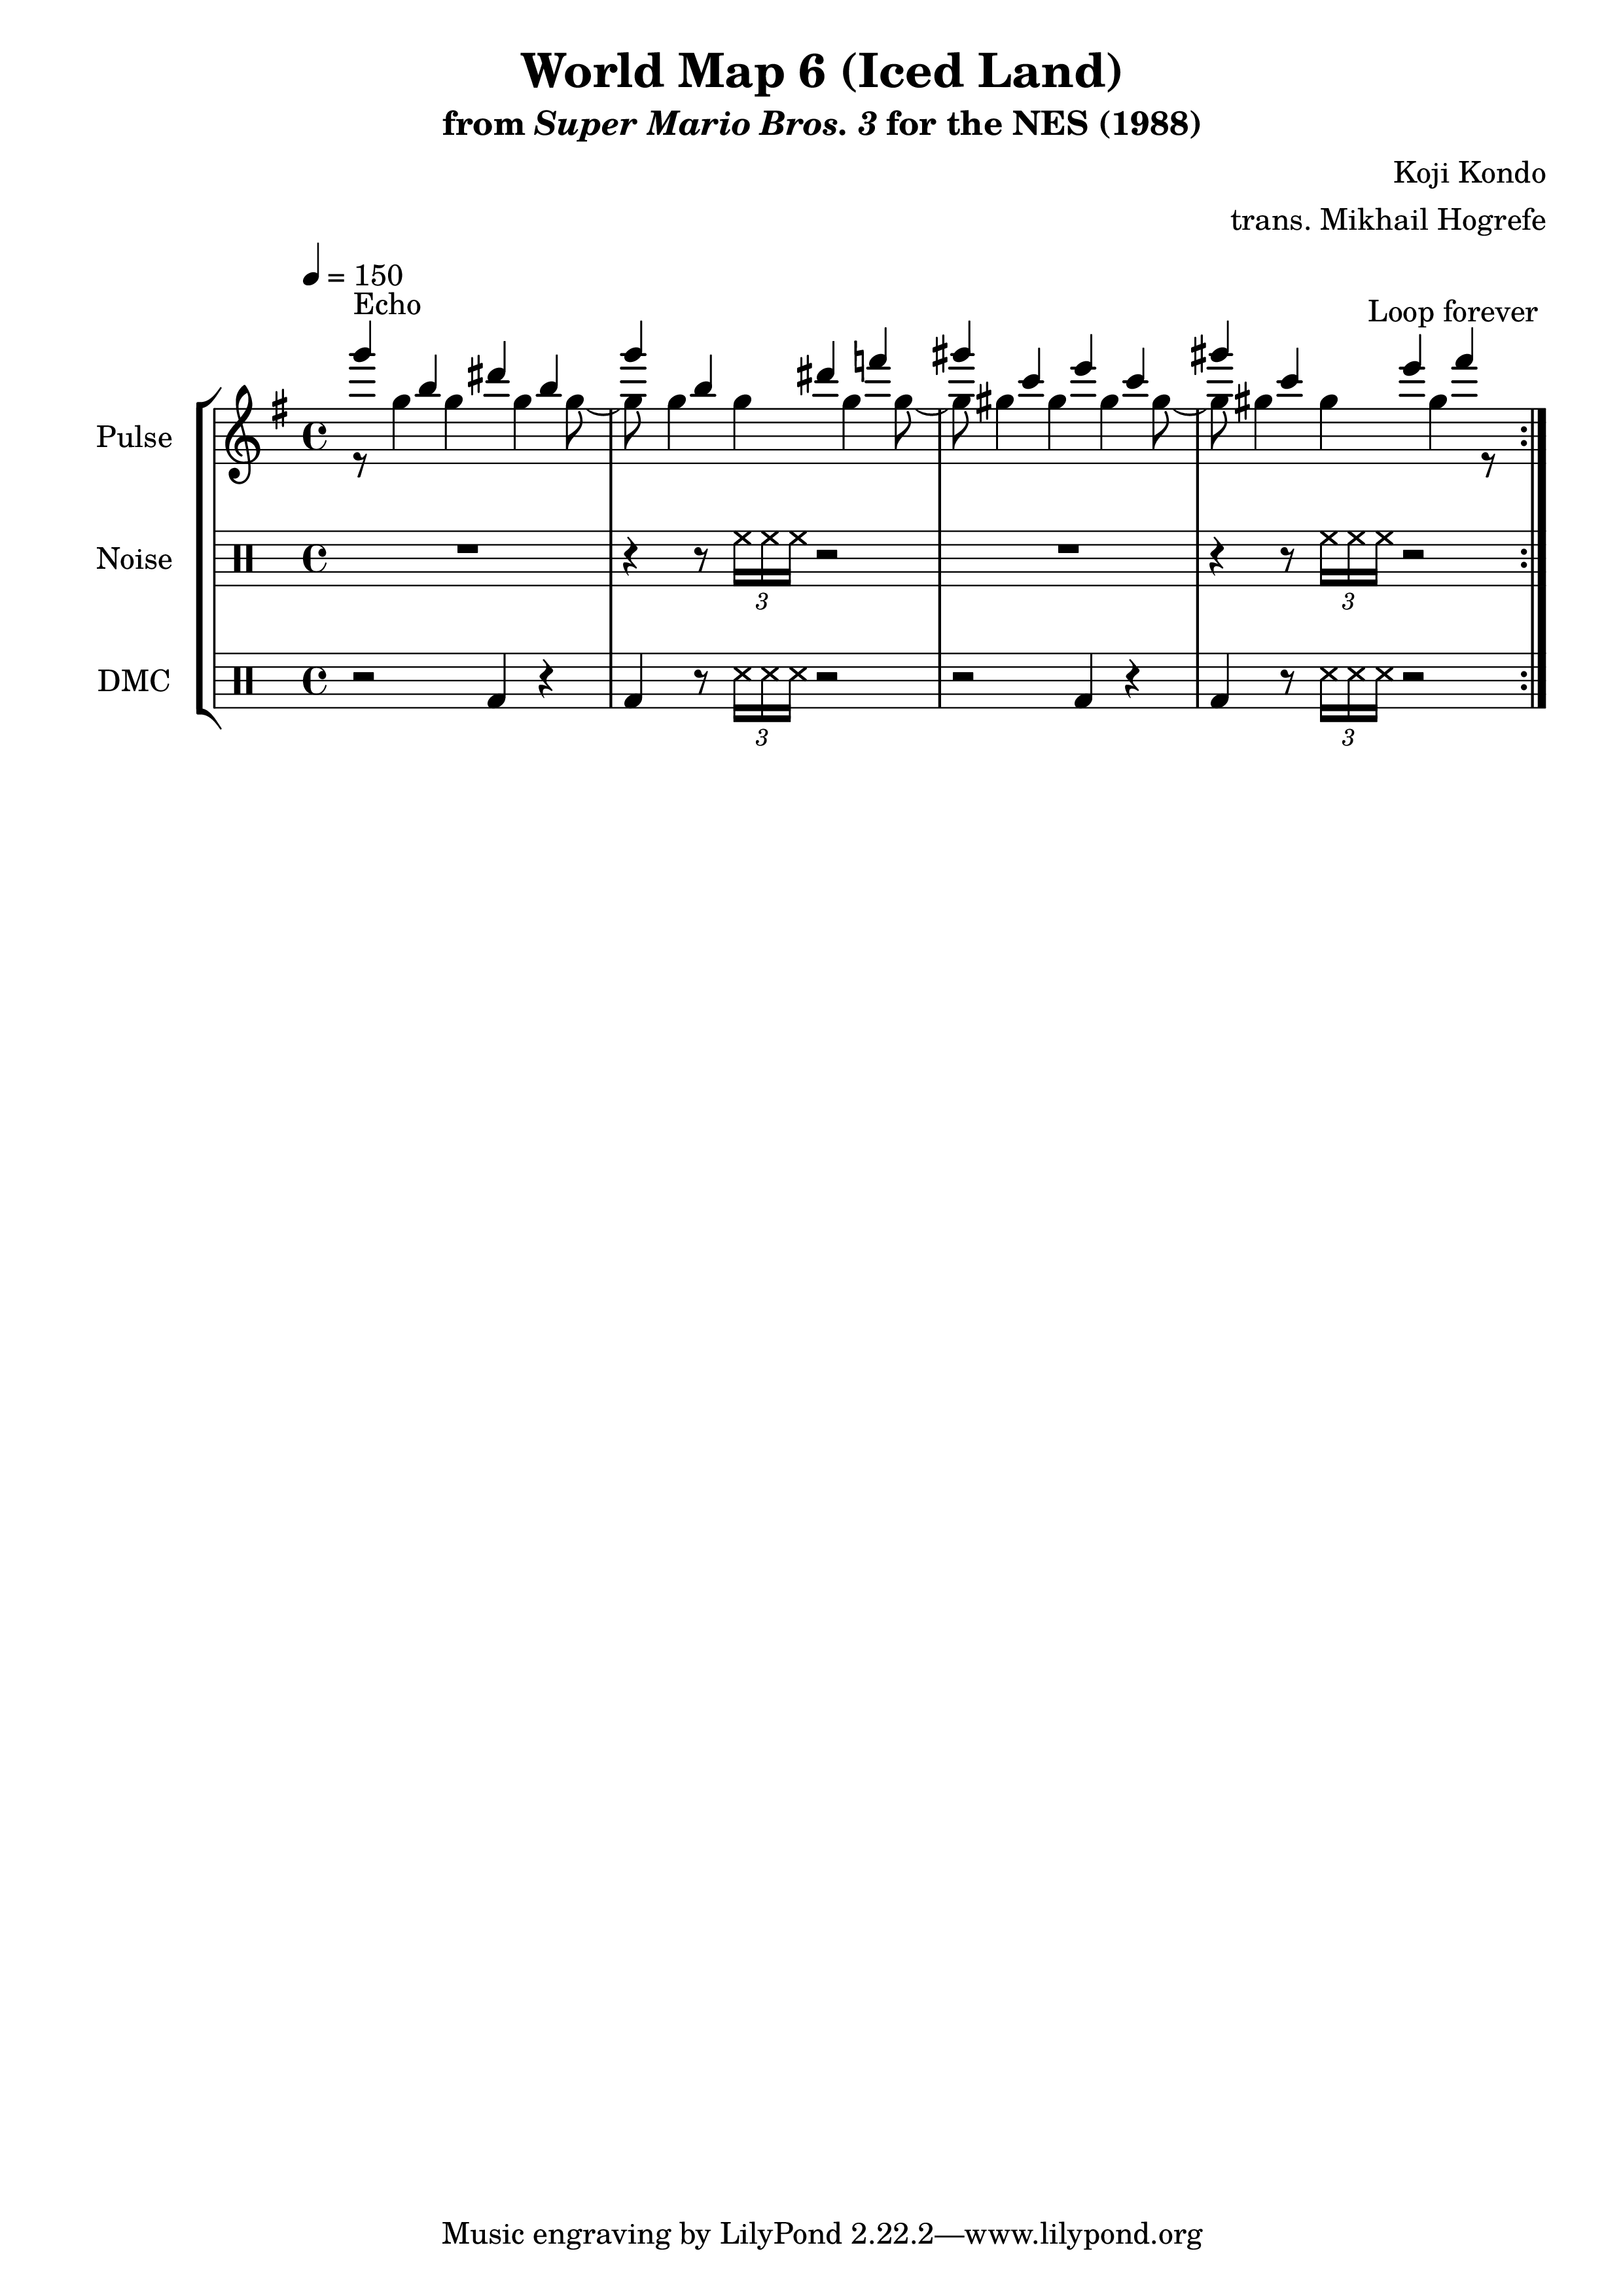 World Map 6 (Iced Land)
from Super Mario Bros. 3 for the NES (1988)
Koji Kondo
trans. Mikhail Hogrefe
= 150
Echo
Loop forever
Pulse
Noise
3
3
DMC
3
3
Music engraving by LilyPond 2.22.2—www.lilypond.org